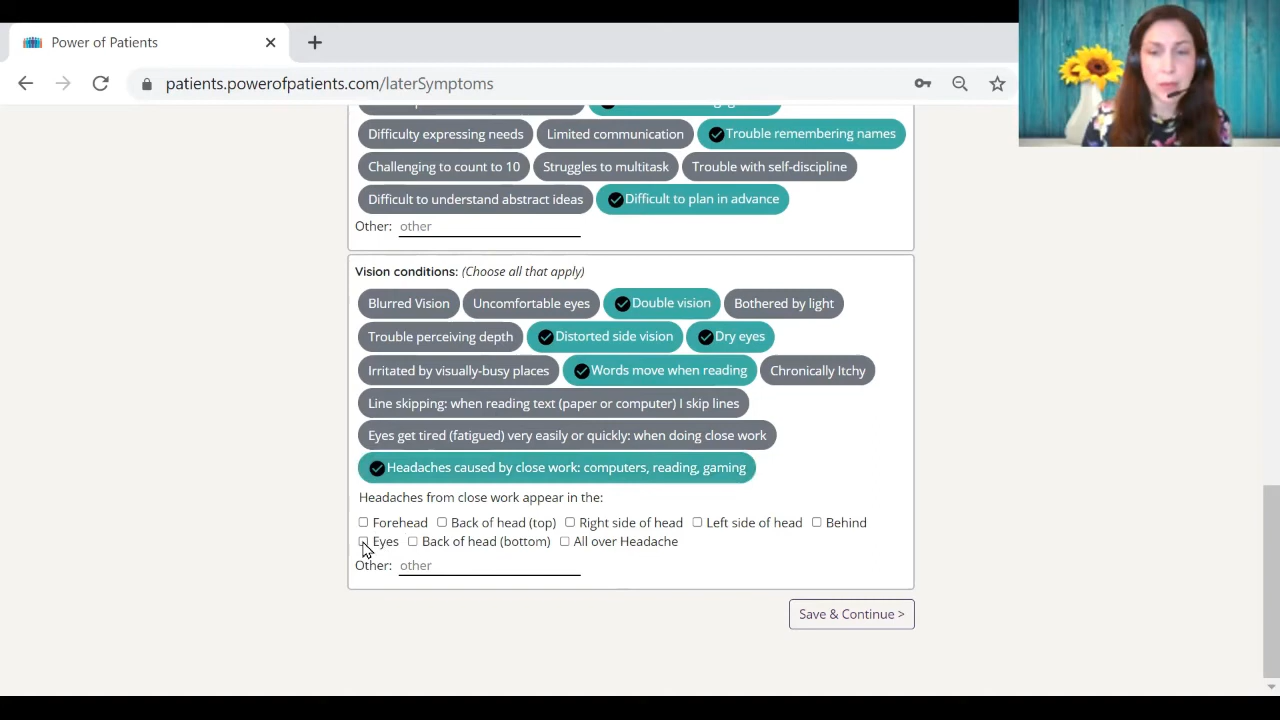 Power of Patients
patients.powerofpatients.com/laterSymptoms
Difficulty expressing needs Limited communication Trouble remembering names
Challenging to count to 10 Struggles to multitask Trouble with self-discipline
Difficult to understand abstract ideas Difficult to plan in advance
Other: other
Vision conditions: (Choose all that apply)
Blurred Vision Uncomfortable eyes Double vision Bothered by light
Trouble perceiving depth Distorted side vision Dry eyes
Irritated by visually-busy places Words move when reading Chronically Itchy
Line skipping: when reading text (paper or computer) I skip lines
Eyes get tired (fatigued) very easily or quickly: when doing close work
Headaches caused by close work: computers, reading, gaming
Headaches from close work appear in the:
Forehead Back of head (top) Right side of head Left side of head Behind
Eyes Back of head (bottom) All over Headache
Other: other
Save & Continue >